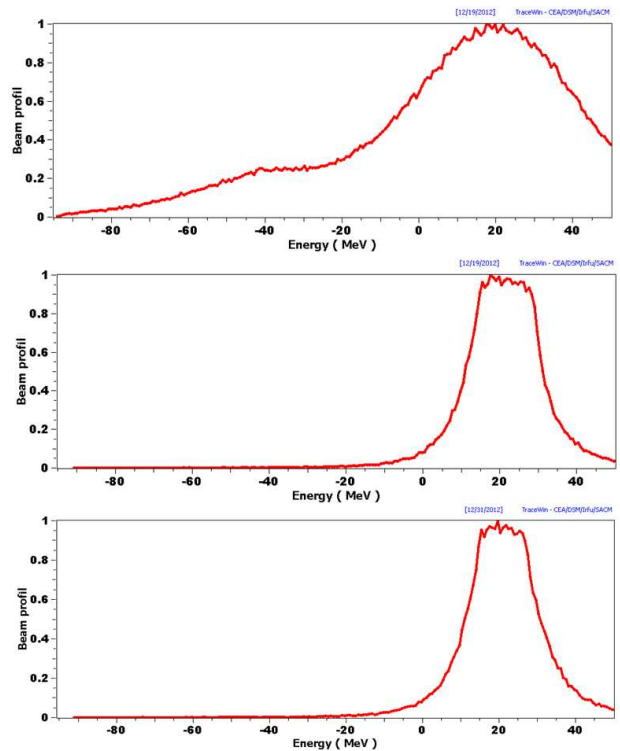 [12/19/2012] TraceWin - CEA/DSM/Irfu/SACM
1
0.8
0.6
0.4
0.2
0
Beam profil
-80 -60 -40 -20 0 20 40
Energy ( MeV )
[12/19/2012] TraceWin - CEA/DSM/Irfu/SACM
1
0.8
0.6
0.4
0.2
0
Beam profil
-80 -60 -40 -20 0 20 40
Energy ( MeV )
[12/31/2012] TraceWin - CEA/DSM/Irfu/SACM
1
0.8
0.6
0.4
0.2
0
Beam profil
-80 -60 -40 -20 0 20 40
Energy ( MeV )